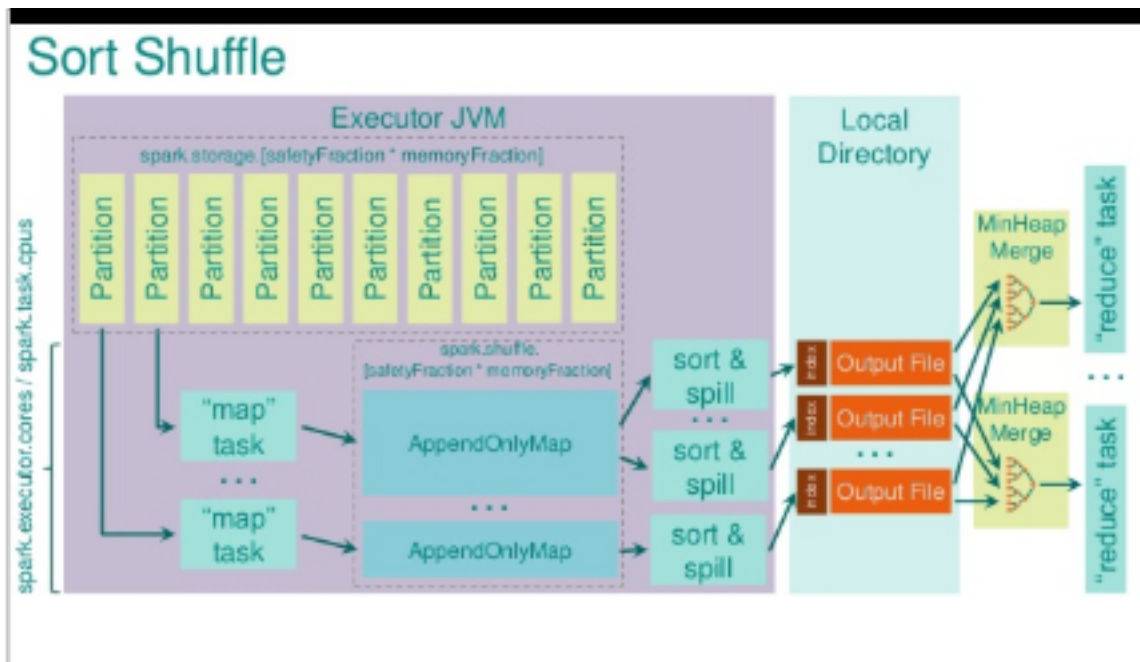 Sort Shuffle
Executor JVM
spark.storage.[safetyFraction * memoryFraction]
Partition
Partition
Partition
Partition
Partition
Partition
Partition
Partition
Partition
Partition
spark.executor.cores / spark.task.cpus
"map"
task
...
"map"
task
spark.shuffle.
[safetyFraction * memoryFraction]
AppendOnlyMap
...
AppendOnlyMap
sort &
spill
...
sort &
spill
sort &
spill
Local
Directory
index
Output File
index
Output File
...
index
Output File
MinHeap
Merge
MinHeap
Merge
"reduce" task
...
"reduce" task